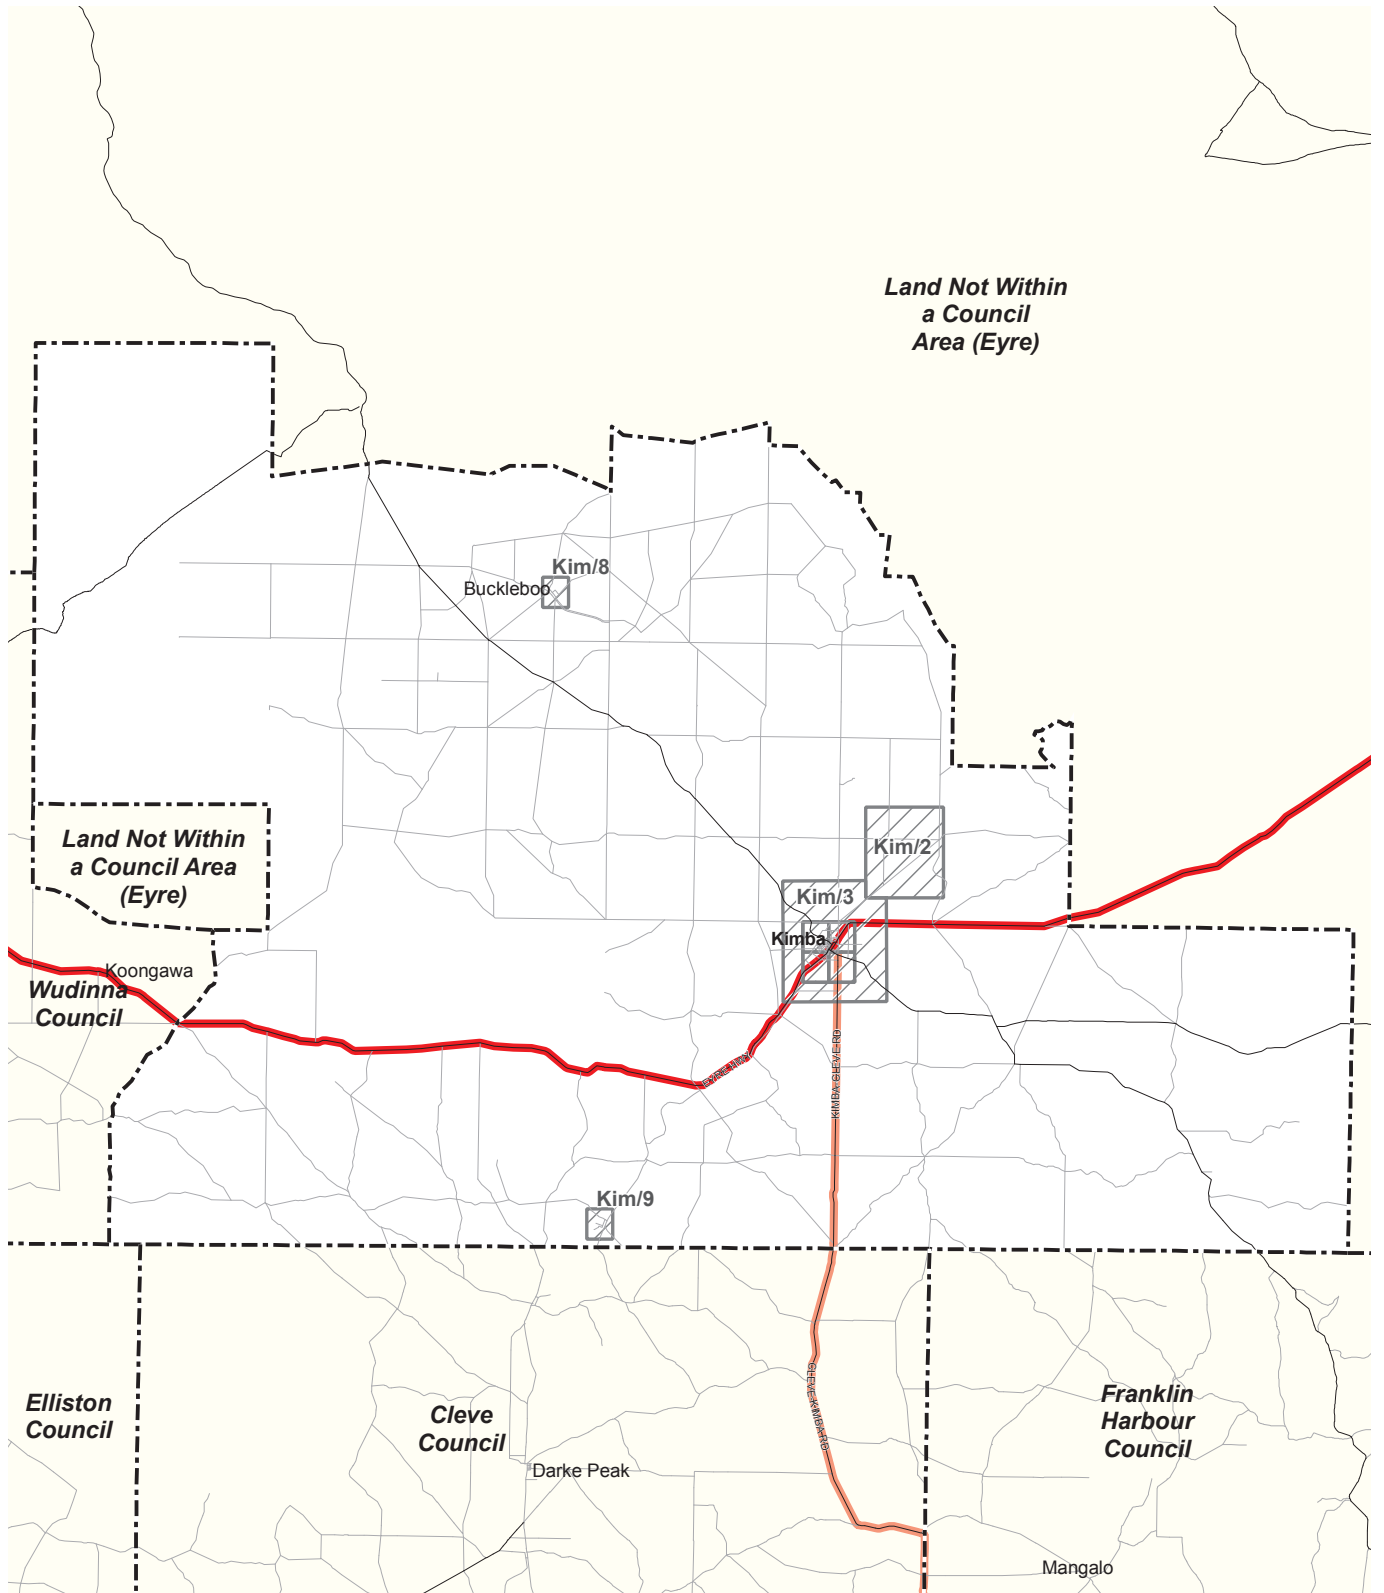 Land Not Within
a Council
Area (Eyre)
Kim/8
Buckleboo
Land Not Within
a Council Area
(Eyre)
Kim/2
Kim/3
Kimba
Koongawa
Wudinna
Council
EYRE HWY
KIMBA CLEVE RD
Kim/9
CLEVE KIMBA RD
Elliston
Council
Cleve
Council
Franklin
Harbour
Council
Darke Peak
Mangalo